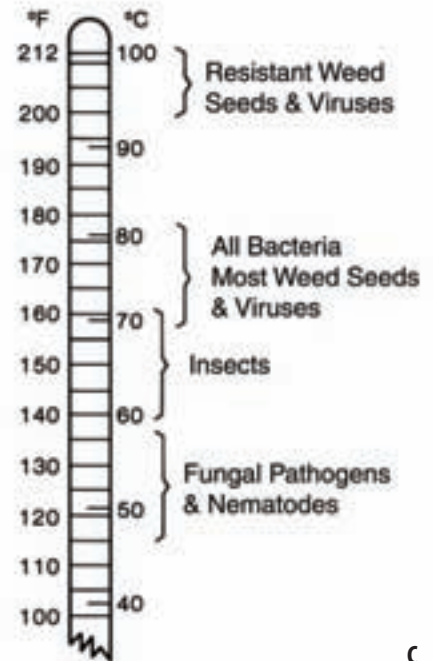 °F °C
212 100
Resistant Weed
Seeds & Viruses
200
90
190
180
80
All Bacteria
170
Most Weed Seeds
& Viruses
160
70
150
Insects
140 60
130
Fungal Pathogens
& Nematodes
50
120
110
40
100